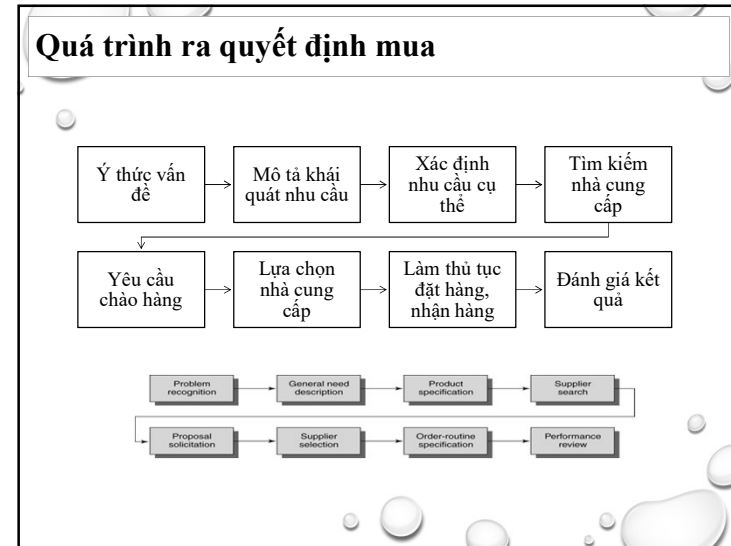 Quá trình ra quyết định mua
Ý thức vấn
đề
Mô tả khái
quát nhu cầu
Xác định
nhu cầu cụ
thể
Tìm kiếm
nhà cung
cấp
Yêu cầu
chào hàng
Lựa chọn
nhà cung
cấp
Làm thủ tục
đặt hàng,
nhận hàng
Đánh giá kết
quả
Problem
recognition
General need
description
Product
specification
Supplier
search
Proposal
solicitation
Supplier
selection
Order-routine
specification
Performance
review